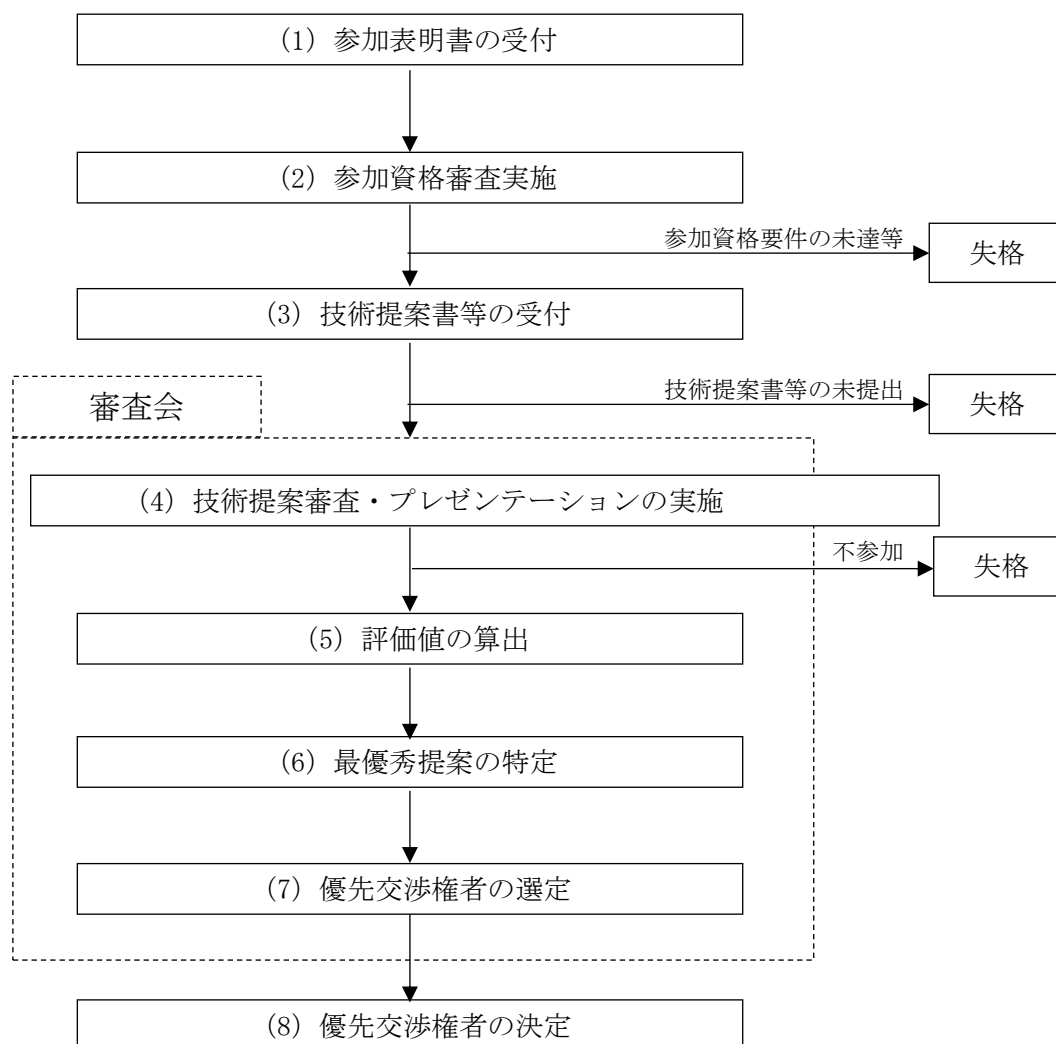 (1) 参加表明書の受付
(2) 参加資格審査実施
参加資格要件の未達等
失格
(3) 技術提案書等の受付
技術提案書等の未提出
失格
審査会
(4) 技術提案審査・プレゼンテーションの実施
不参加
失格
(5) 評価値の算出
(6) 最優秀提案の特定
(7) 優先交渉権者の選定
(8) 優先交渉権者の決定